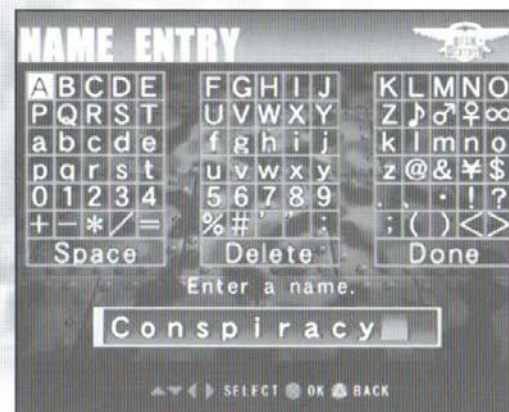 NAME ENTRY
A B C D E F G H I J K L M N O
P Q R S T U V W X Y Z ♪ ♂ ♀ ∞
a b c d e f g h i j k l m n o
p q r s t u v w x y z @ & ¥ $
0 1 2 3 4 5 6 7 8 9 . 、 · ! ?
+ - * / = % # ' " : ; ( ) < >
Space Delete Done
Enter a name.
Conspiracy
SELECT OK BACK